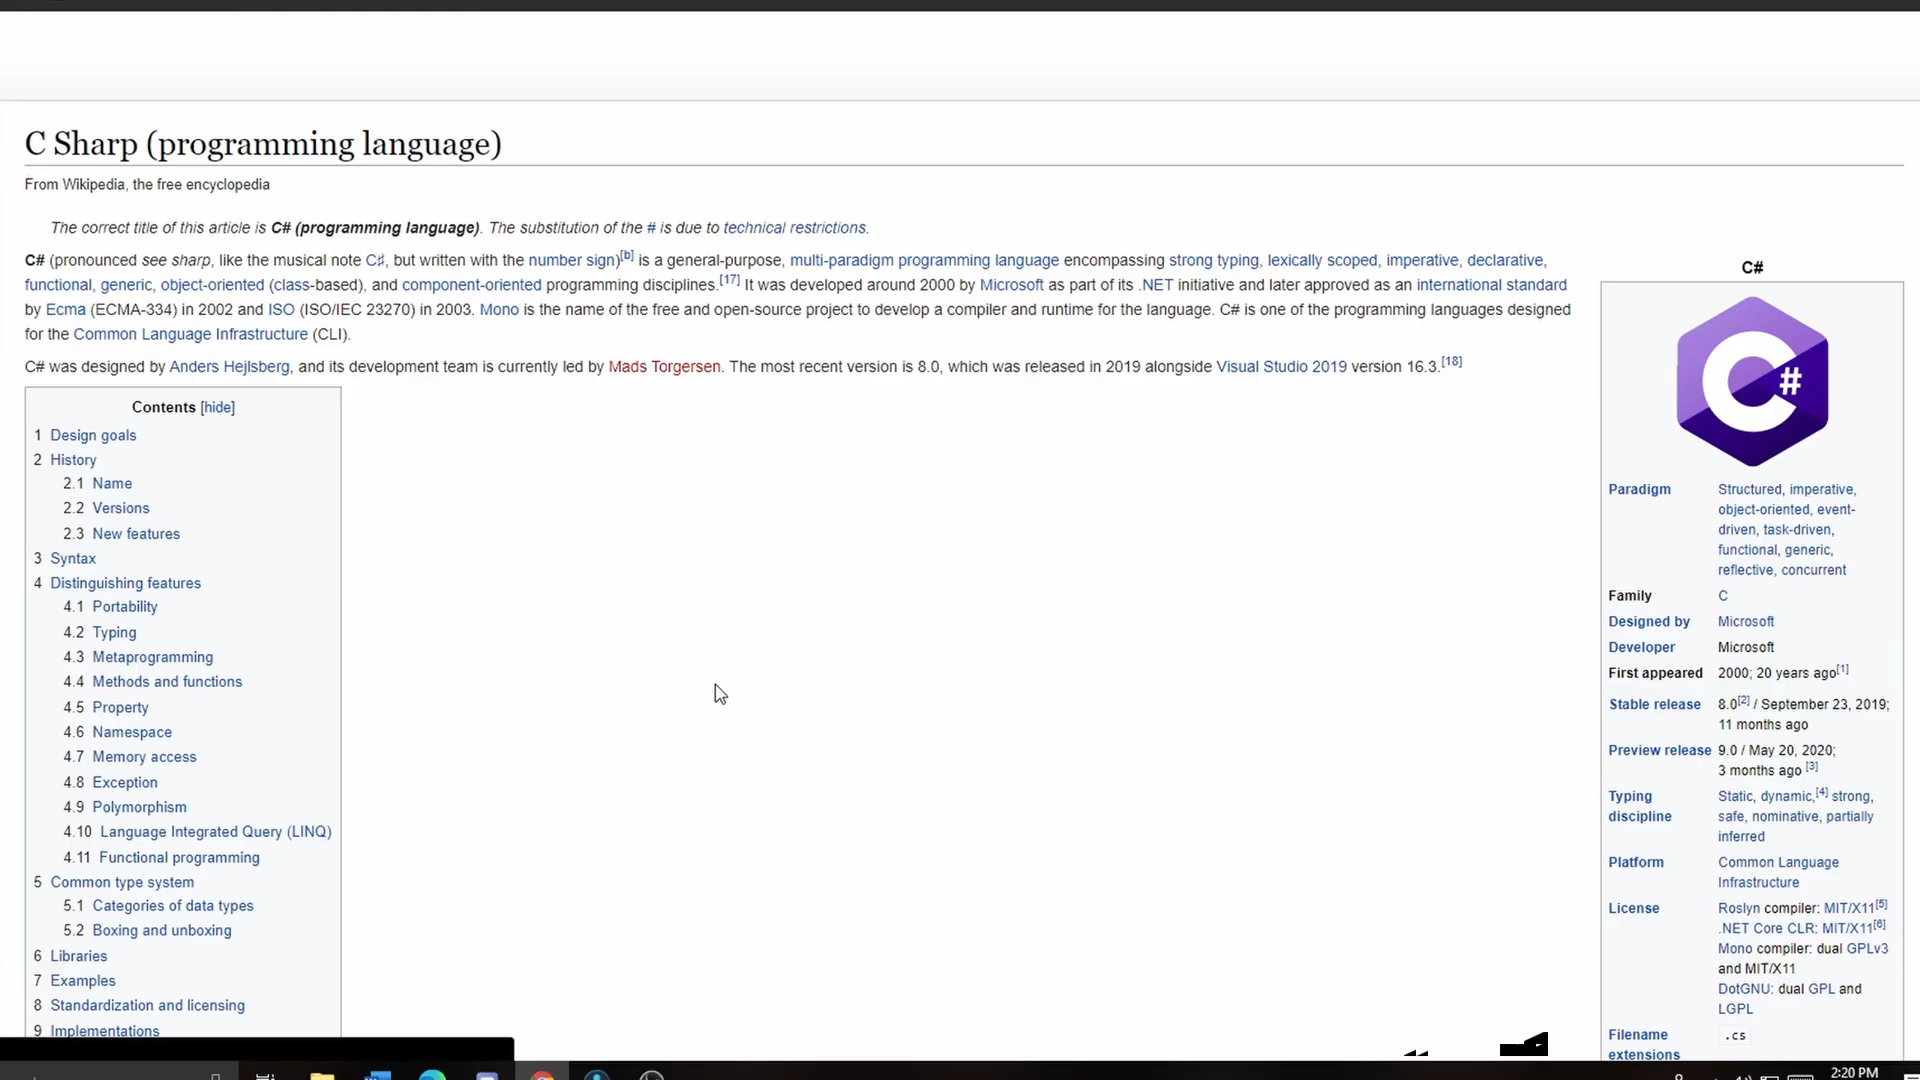 C Sharp (programming language)
From Wikipedia, the free encyclopedia
The correct title of this article is C# (programming language). The substitution of the # is due to technical restrictions.
C# (pronounced see sharp, like the musical note C♯, but written with the number sign)[b] is a general-purpose, multi-paradigm programming language encompassing strong typing, lexically scoped, imperative, declarative,
functional, generic, object-oriented (class-based), and component-oriented programming disciplines.[17] It was developed around 2000 by Microsoft as part of its .NET initiative and later approved as an international standard
by Ecma (ECMA-334) in 2002 and ISO (ISO/IEC 23270) in 2003. Mono is the name of the free and open-source project to develop a compiler and runtime for the language. C# is one of the programming languages designed
for the Common Language Infrastructure (CLI).
C# was designed by Anders Hejlsberg, and its development team is currently led by Mads Torgersen. The most recent version is 8.0, which was released in 2019 alongside Visual Studio 2019 version 16.3.[18]
Contents [hide]
1 Design goals
2 History
2.1 Name
2.2 Versions
2.3 New features
3 Syntax
4 Distinguishing features
4.1 Portability
4.2 Typing
4.3 Metaprogramming
4.4 Methods and functions
4.5 Property
4.6 Namespace
4.7 Memory access
4.8 Exception
4.9 Polymorphism
4.10 Language Integrated Query (LINQ)
4.11 Functional programming
5 Common type system
5.1 Categories of data types
5.2 Boxing and unboxing
6 Libraries
7 Examples
8 Standardization and licensing
9 Implementations
C#
C#
Paradigm Structured, imperative,
object-oriented, event-
driven, task-driven,
functional, generic,
reflective, concurrent
Family C
Designed by Microsoft
Developer Microsoft
First appeared 2000; 20 years ago[1]
Stable release 8.0[2] / September 23, 2019;
11 months ago
Preview release 9.0 / May 20, 2020;
3 months ago [3]
Typing Static, dynamic,[4] strong,
discipline safe, nominative, partially
inferred
Platform Common Language
Infrastructure
License Roslyn compiler: MIT/X11[5]
.NET Core CLR: MIT/X11[6]
Mono compiler: dual GPLv3
and MIT/X11
DotGNU: dual GPL and
LGPL
Filename .cs
extensions
2:20 PM